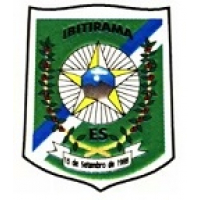 IBITIRAMA
ES
15 de Setembro de 1988